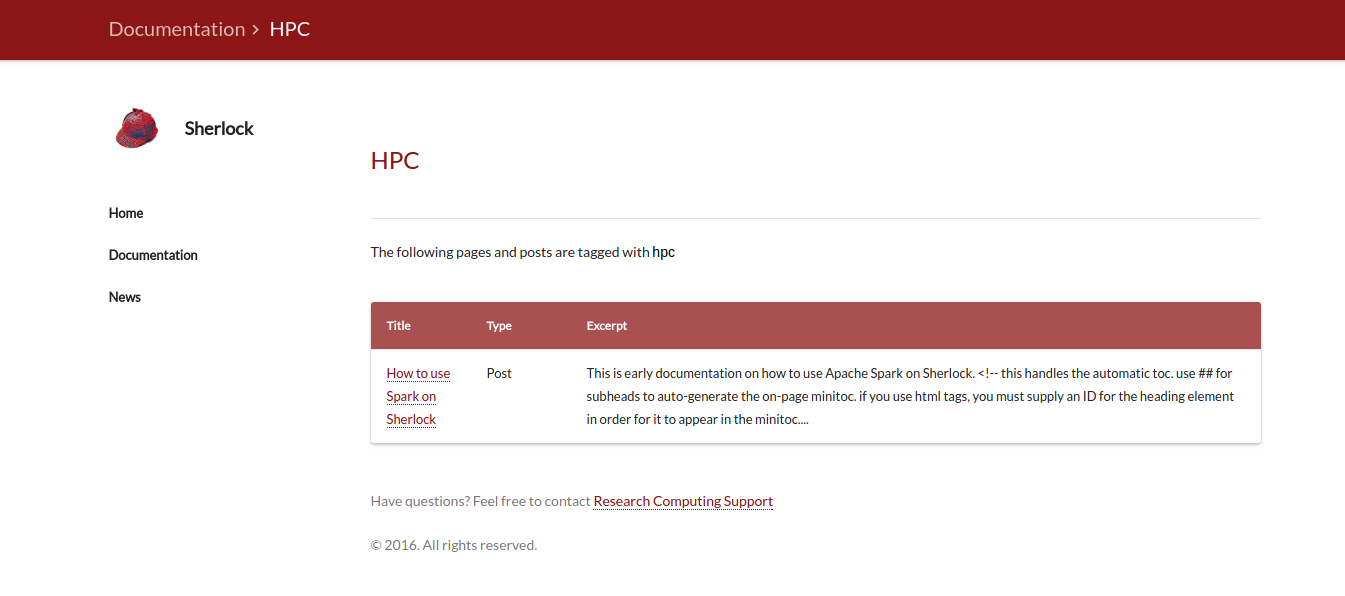 Documentation › HPC
Sherlock
HPC
Home
Documentation
News
The following pages and posts are tagged with hpc
Title Type Excerpt
How to use Post This is early documentation on how to use Apache Spark on Sherlock. <!-- this handles the automatic toc. use ## for
Spark on subheads to auto-generate the on-page minitoc. if you use html tags, you must supply an ID for the heading element
Sherlock in order for it to appear in the minitoc....
Have questions? Feel free to contact Research Computing Support
© 2016. All rights reserved.